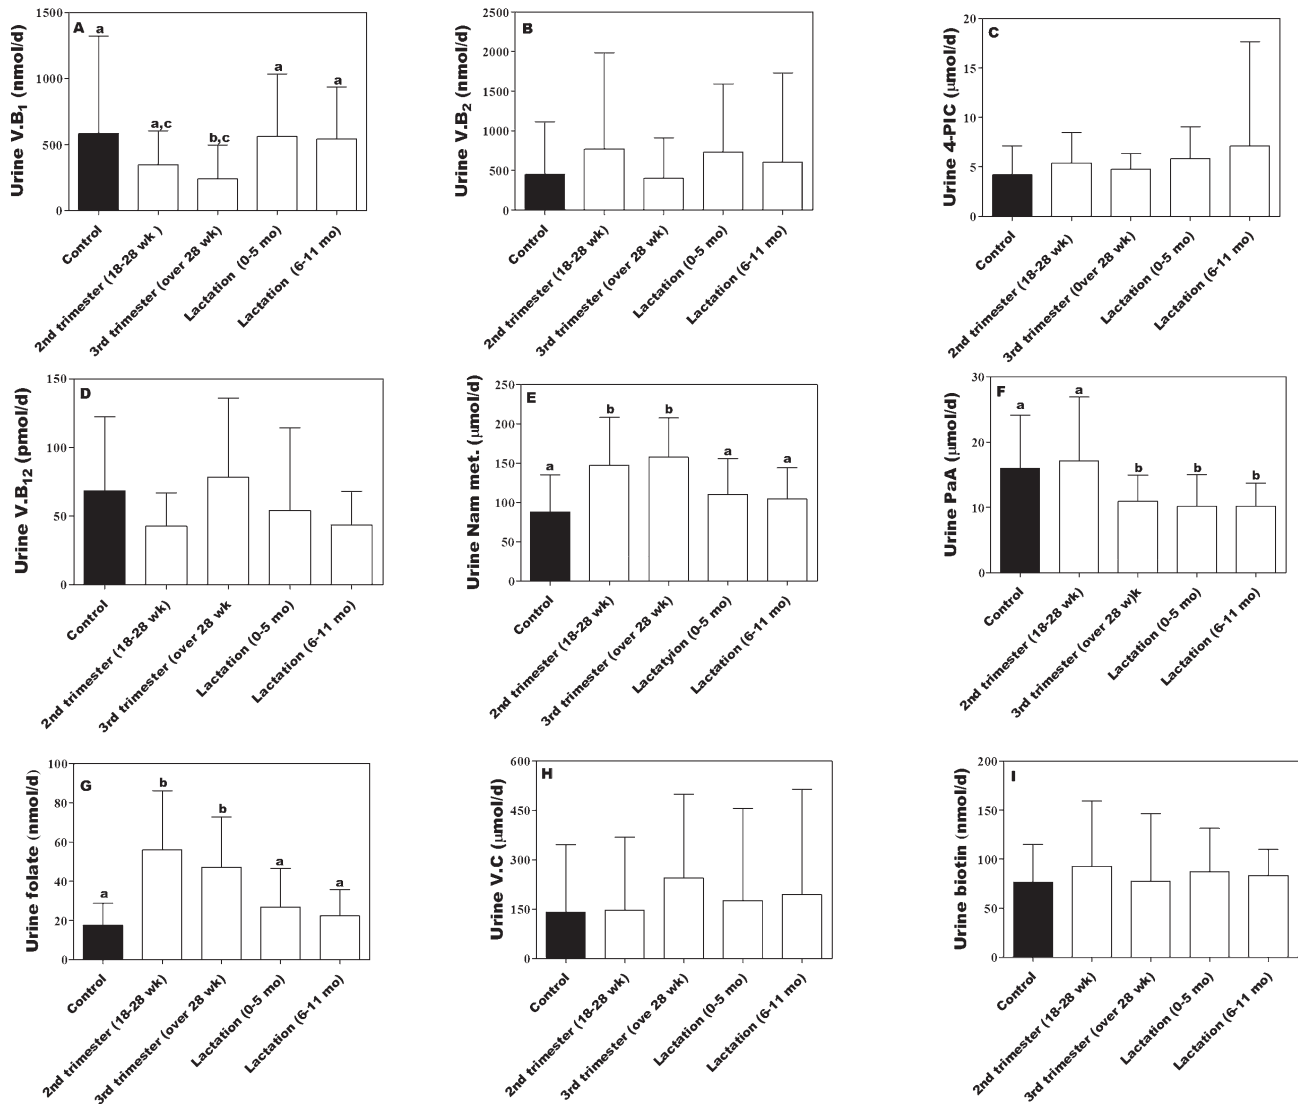 A
Urine V.B1 (nmol/d)
1500
1000
500
0
a
a,c
b,c
a
a
Control
2nd trimester (18-28 wk )
3rd trimester (over 28 wk)
Lactation (0-5 mo)
Lactation (6-11 mo)
B
Urine V.B2 (nmol/d)
2500
2000
1500
1000
500
0
Control
2nd trimester (18-28 wk)
3rd trimester (over 28 wk)
Lactation (0-5 mo)
Lactation (6-11 mo)
C
Urine 4-PIC (μmol/d)
20
15
10
5
0
Control
2nd trimester (18-28 wk)
3rd trimester (0ver 28 wk)
Lactation (0-5 mo)
Lactation (6-11 mo)
D
Urine V.B12 (pmol/d)
150
100
50
0
Control
2nd trimester (18-28 wk)
3rd trimester (over 28 wk
Lactation (0-5 mo)
Lactation (6-11 mo)
E
Urine Nam met. (μmol/d)
250
200
150
100
50
0
a
b
b
a
a
Control
2nd trimester (18-28 wk)
3rd trimester (over 28 wk)
Lactatyion (0-5 mo)
Lactation (6-11 mo)
F
Urine PaA (μmol/d)
30
20
10
0
a
a
b
b
b
Control
2nd trimester (18-28 wk)
3rd trimester (over 28 w)k
Lactation (0-5 mo)
Lactation (6-11 mo)
G
Urine folate (nmol/d)
100
80
60
40
20
0
a
b
b
a
a
Control
2nd trimester (18-28 wk)
3rd trimester (over 28 wk)
Lactation (0-5 mo)
Lactation (6-11 mo)
H
Urine V.C (μmol/d)
600
450
300
150
0
Control
2nd trimester (18-28 wk)
3rd trimester (ove 28 wk)
Lactation (0-5 mo)
Lactation (6-11 mo)
I
Urine biotin (nmol/d)
200
150
100
50
0
Control
2nd trimester (18-28 wk)
3rd trimester (over 28 wk)
Lactation (0-5 mo)
Lactation (6-11 mo)